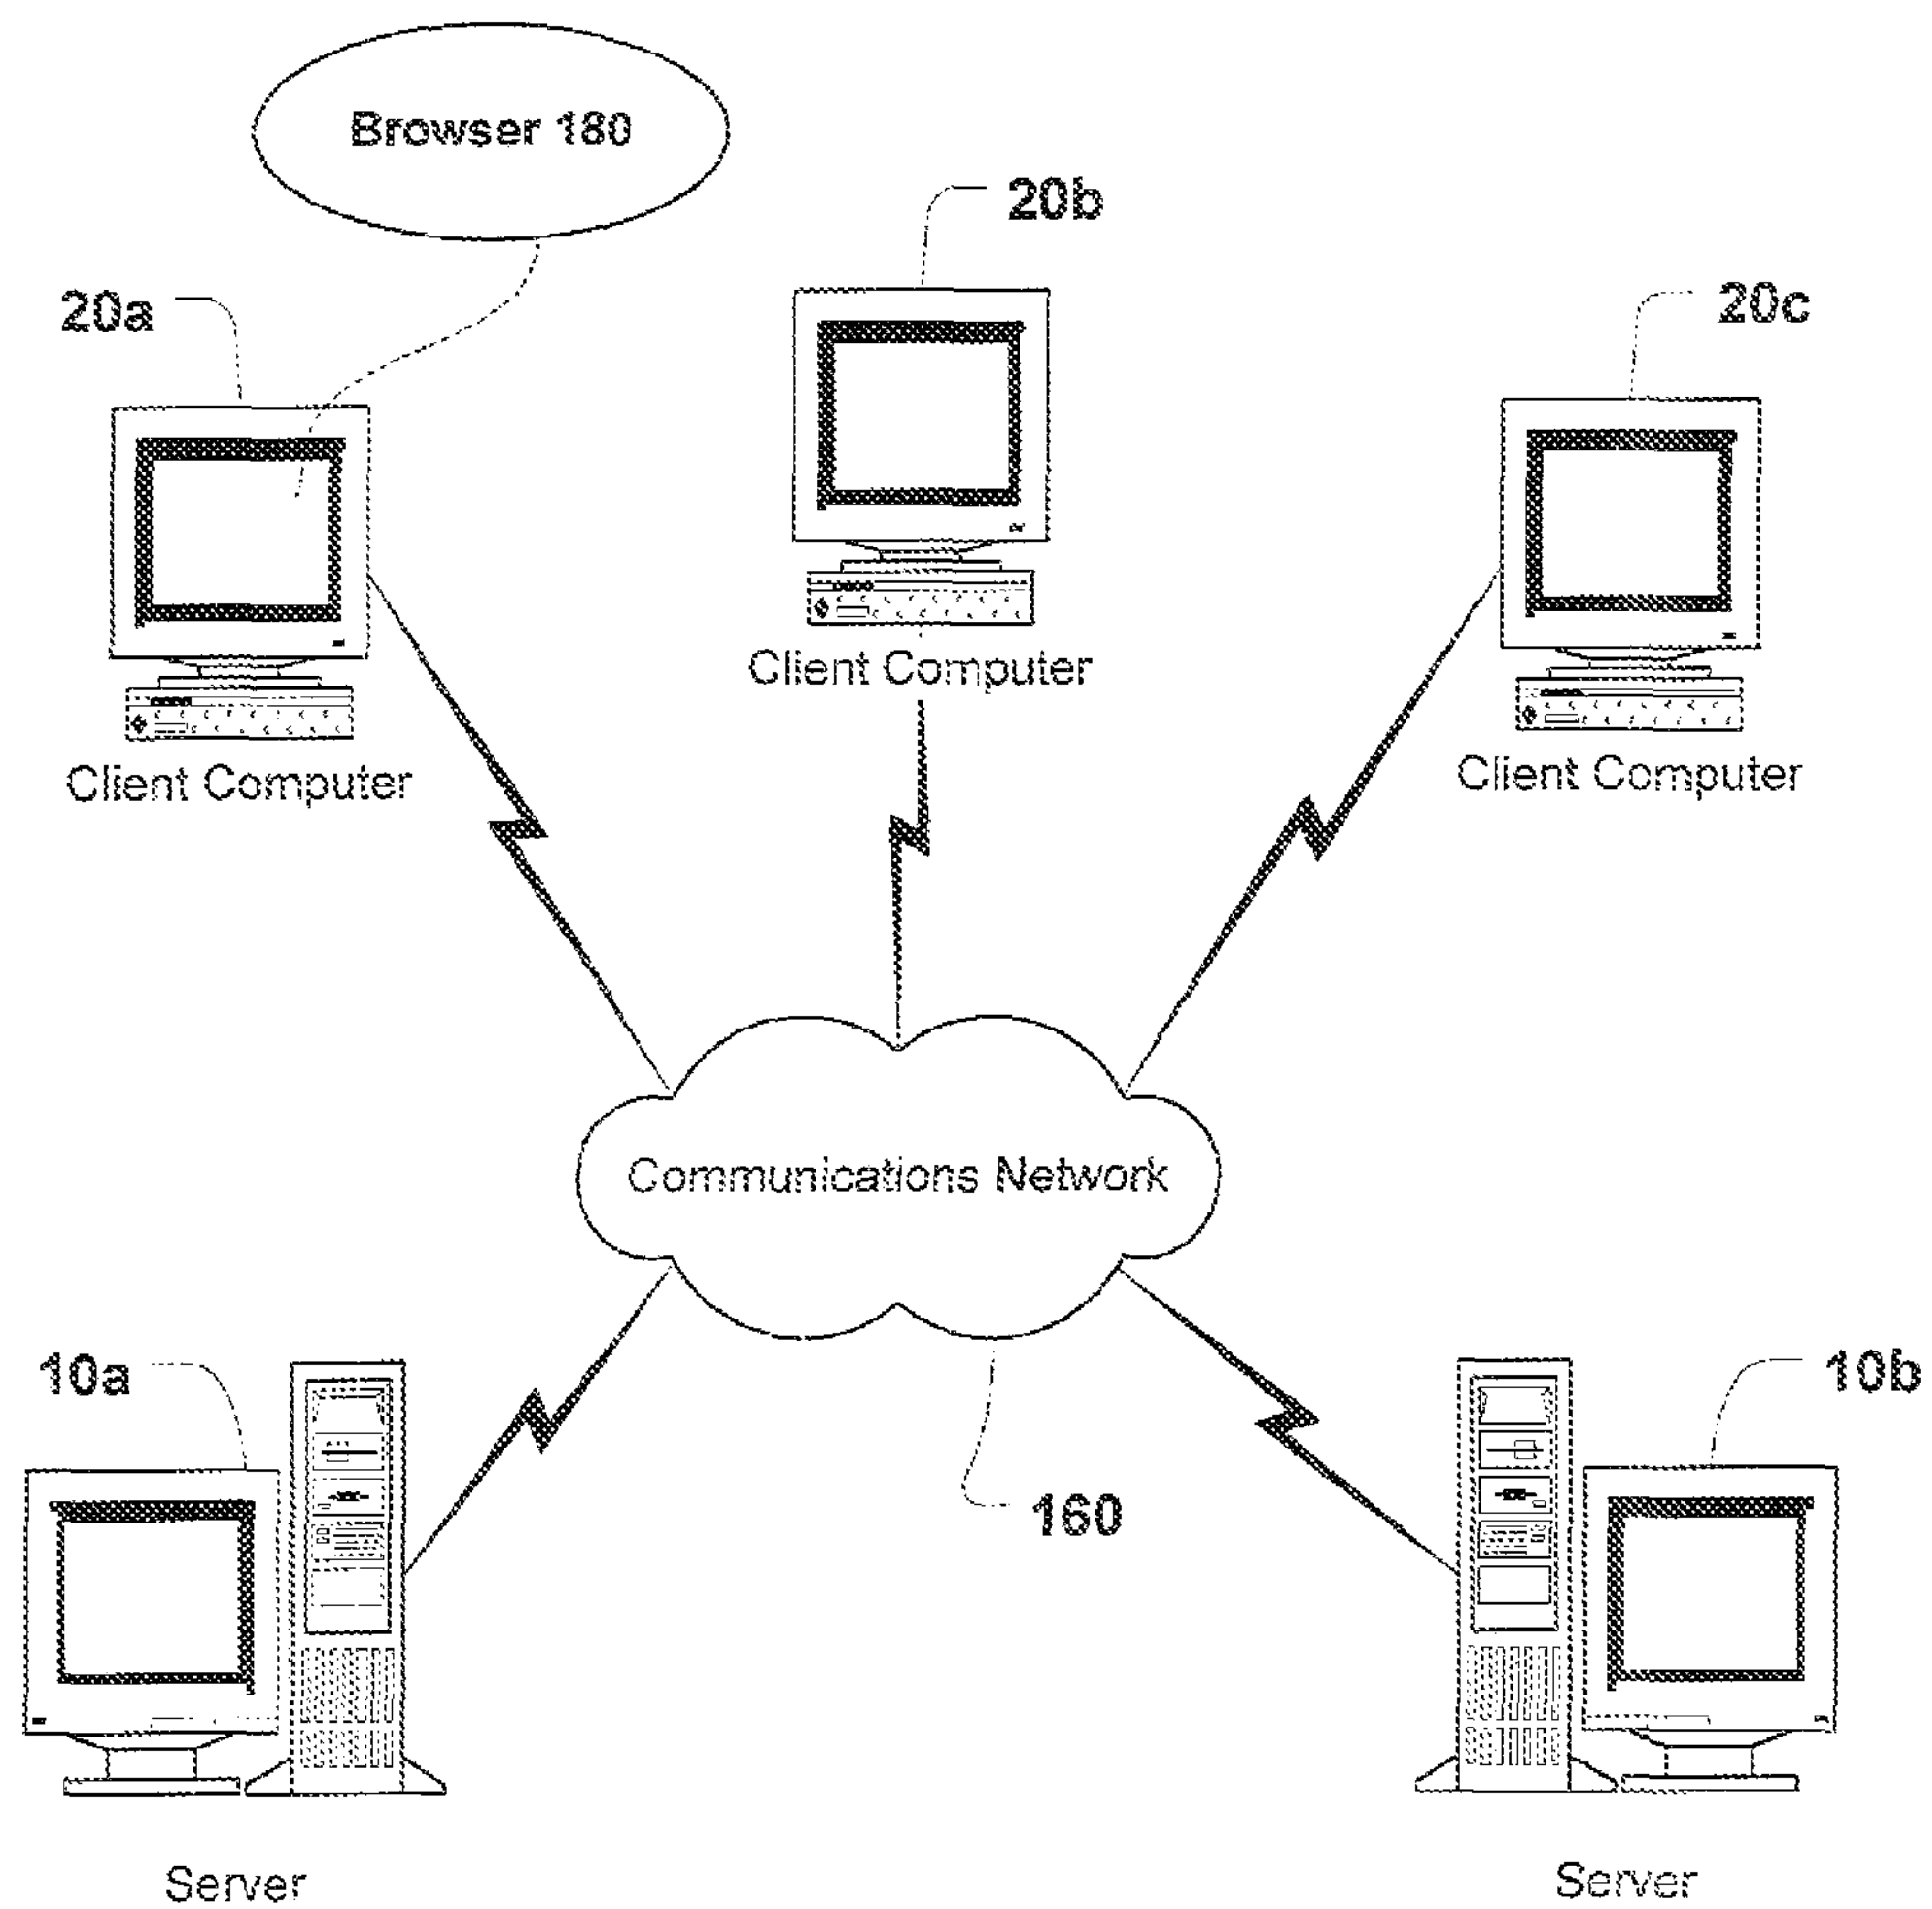 Browser 180
20b
20a
20c
Client Computer
Client Computer
Client Computer
Communications Network
10a
10b
160
Server
Server